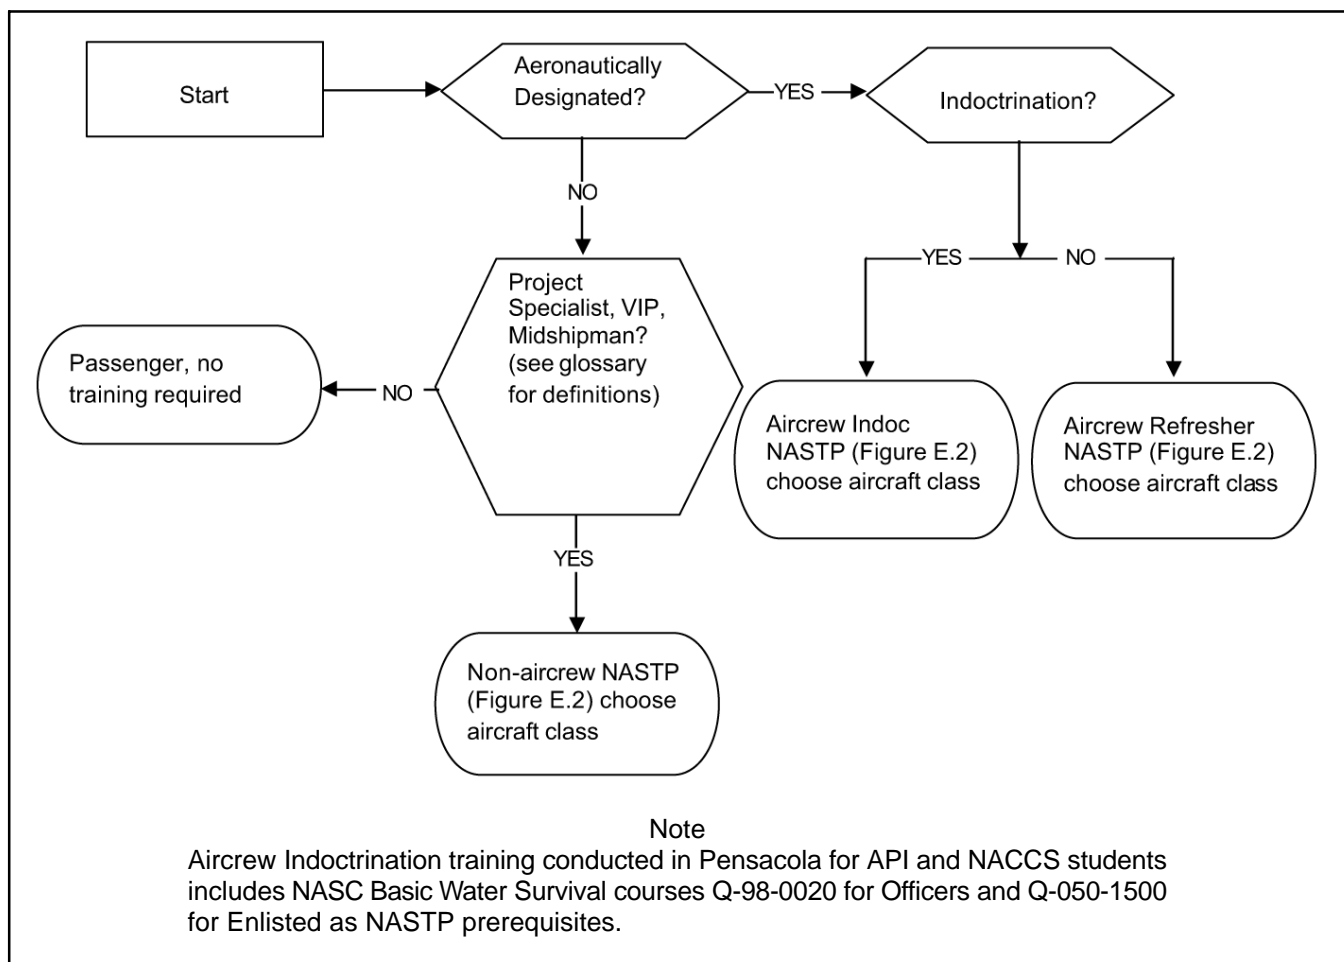 Start
Aeronautically
Designated?
YES
Indoctrination?
NO
YES
NO
Project
Specialist, VIP,
Midshipman?
(see glossary
for definitions)
Passenger, no
training required
NO
Aircrew Indoc
NASTP (Figure E.2)
choose aircraft class
Aircrew Refresher
NASTP (Figure E.2)
choose aircraft class
YES
Non-aircrew NASTP
(Figure E.2) choose
aircraft class
Note
Aircrew Indoctrination training conducted in Pensacola for API and NACCS students
includes NASC Basic Water Survival courses Q-98-0020 for Officers and Q-050-1500
for Enlisted as NASTP prerequisites.